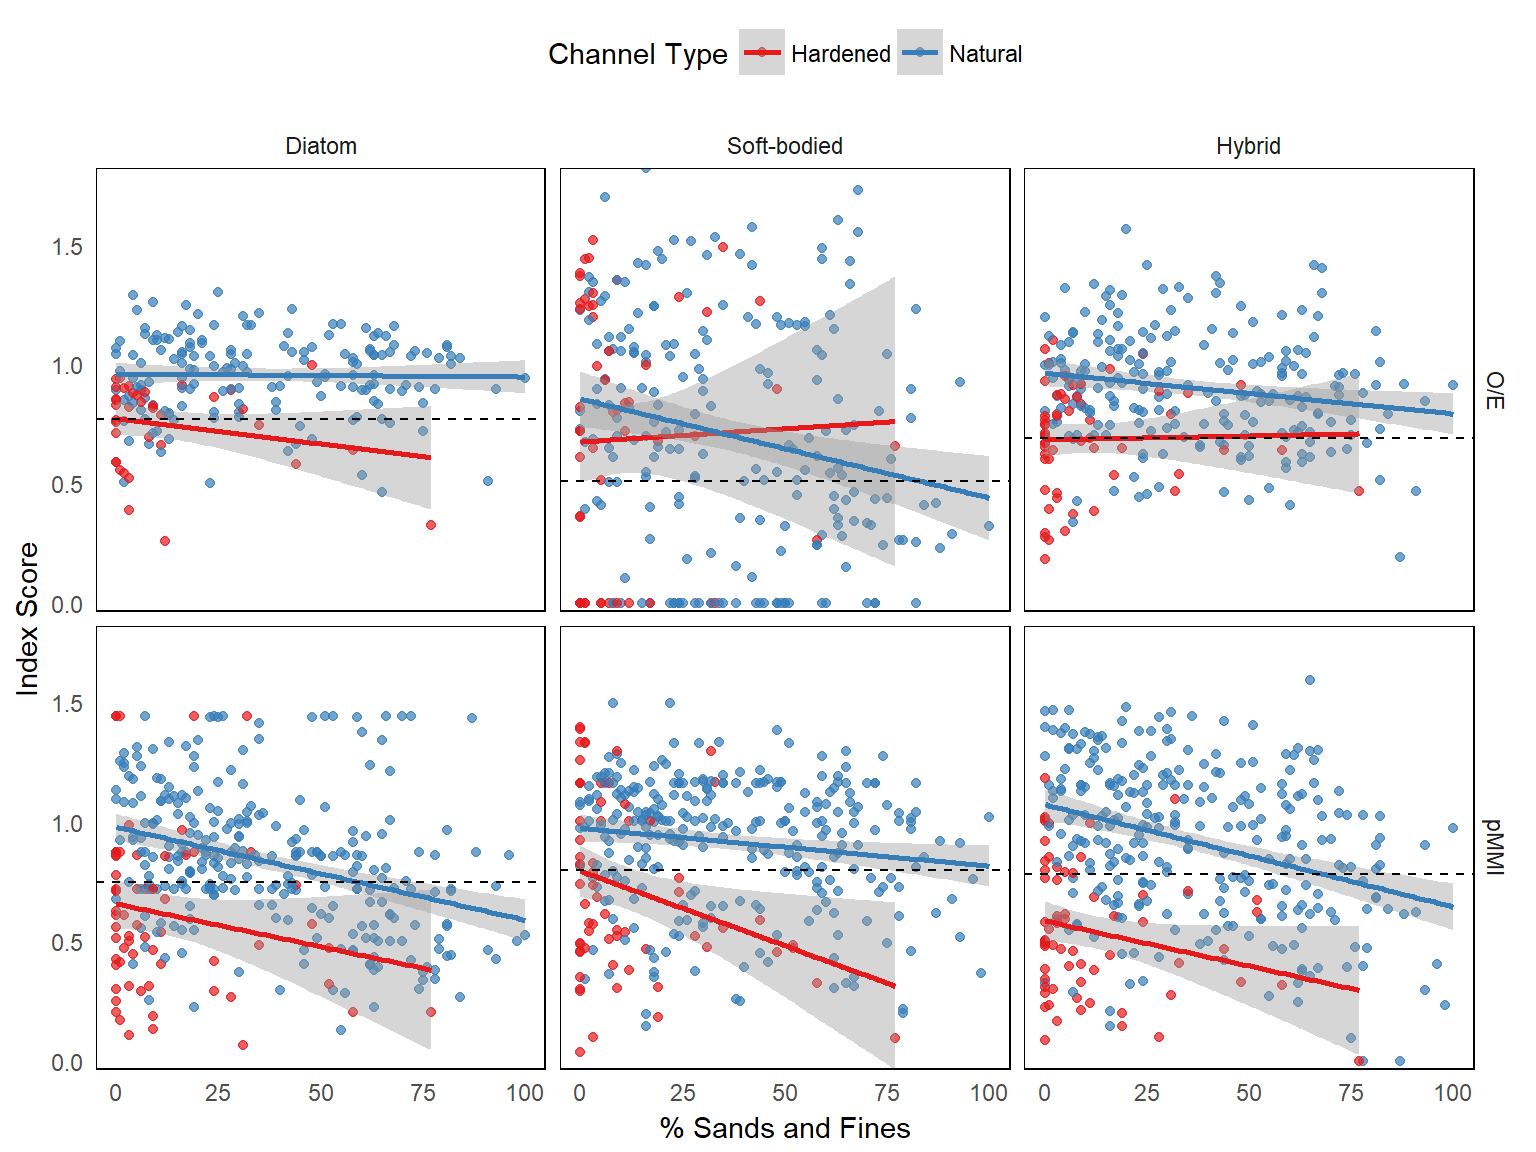 Channel Type Hardened Natural
Diatom Soft-bodied Hybrid
1.5
1.0
0.5
0.0
O/E
1.5
1.0
0.5
0.0
pMMI
Index Score
0 25 50 75 100 0 25 50 75 100 0 25 50 75 100
% Sands and Fines